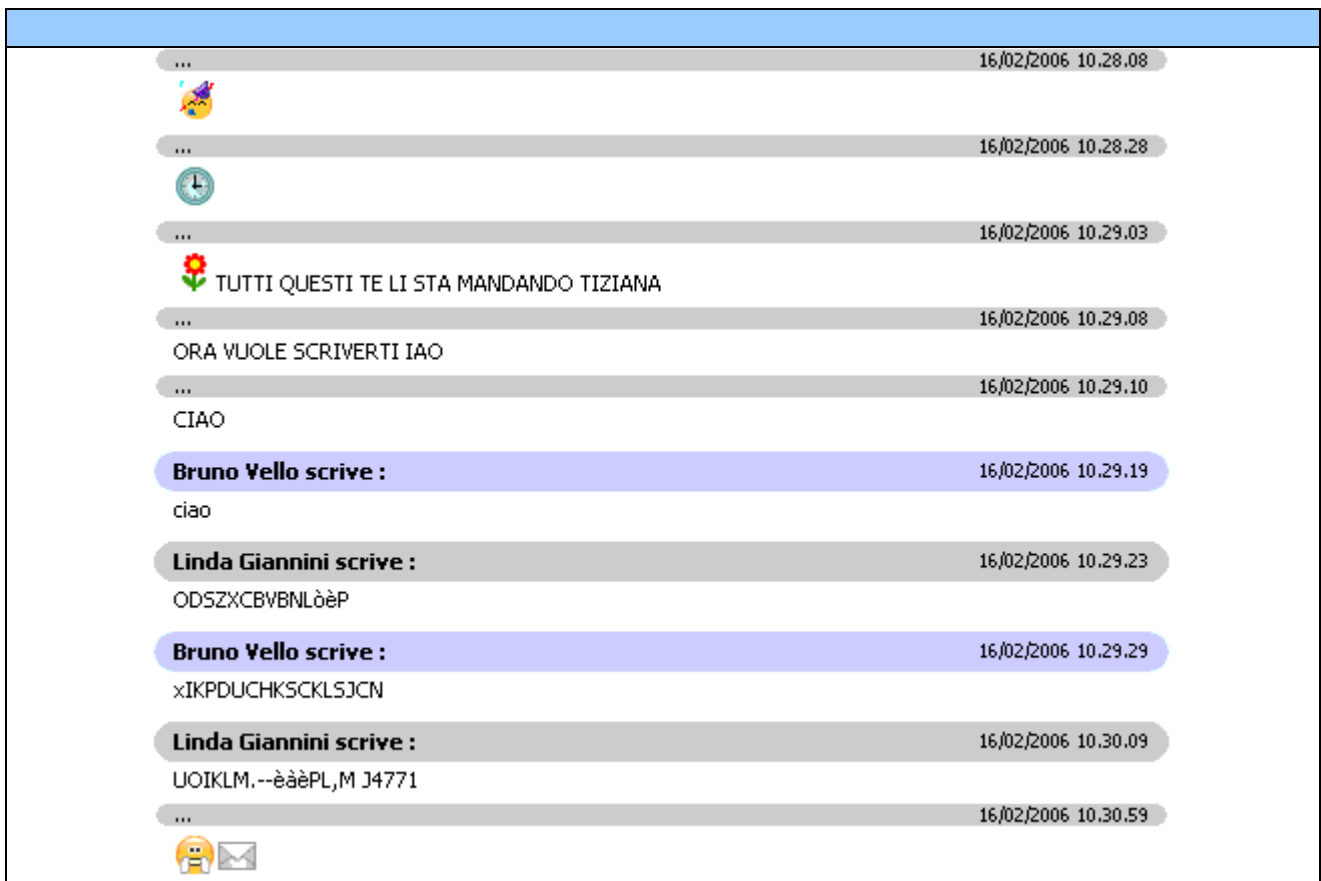 ... 16/02/2006 10.28.08
... 16/02/2006 10.28.28
... 16/02/2006 10.29.03
TUTTI QUESTI TE LI STA MANDANDO TIZIANA
... 16/02/2006 10.29.08
ORA VUOLE SCRIVERTI IAO
... 16/02/2006 10.29.10
CIAO
Bruno Vello scrive : 16/02/2006 10.29.19
ciao
Linda Giannini scrive : 16/02/2006 10.29.23
ODSZXCBVBNLòèP
Bruno Vello scrive : 16/02/2006 10.29.29
xIKPDUCHKSCKLSJCN
Linda Giannini scrive : 16/02/2006 10.30.09
UOIKLM.--èàèPL,M J4771
... 16/02/2006 10.30.59